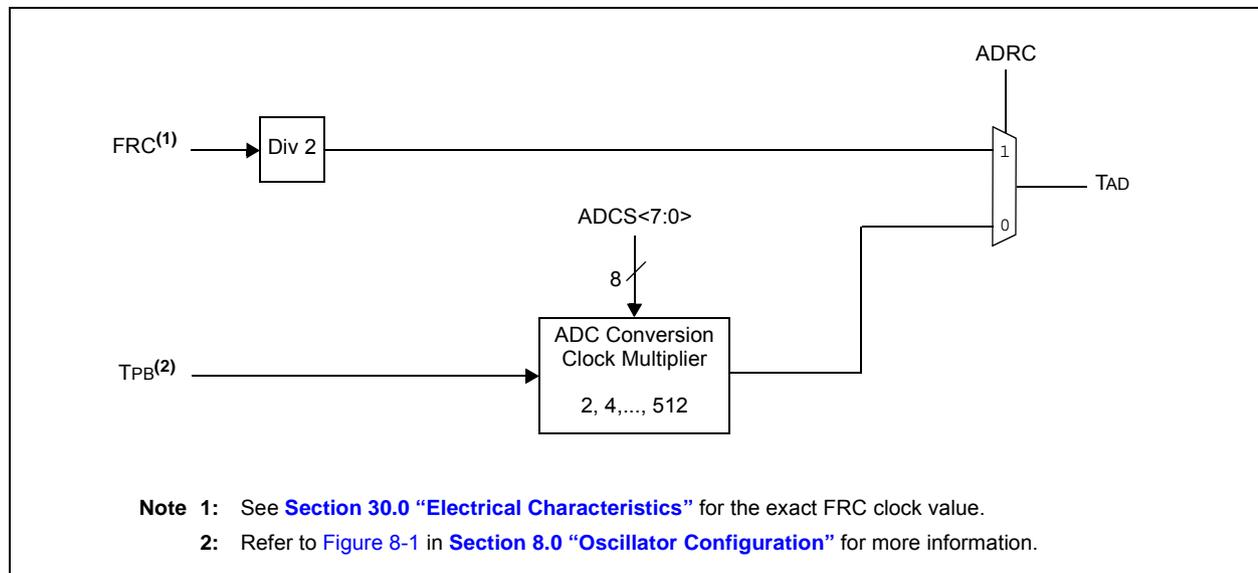 ADRC
FRC(1)
Div 2
1
TAD
ADCS<7:0>
0
8
ADC Conversion
Clock Multiplier
TPB(2)
2, 4,..., 512
Note 1: See Section 30.0 “Electrical Characteristics” for the exact FRC clock value.
2: Refer to Figure 8-1 in Section 8.0 “Oscillator Configuration” for more information.